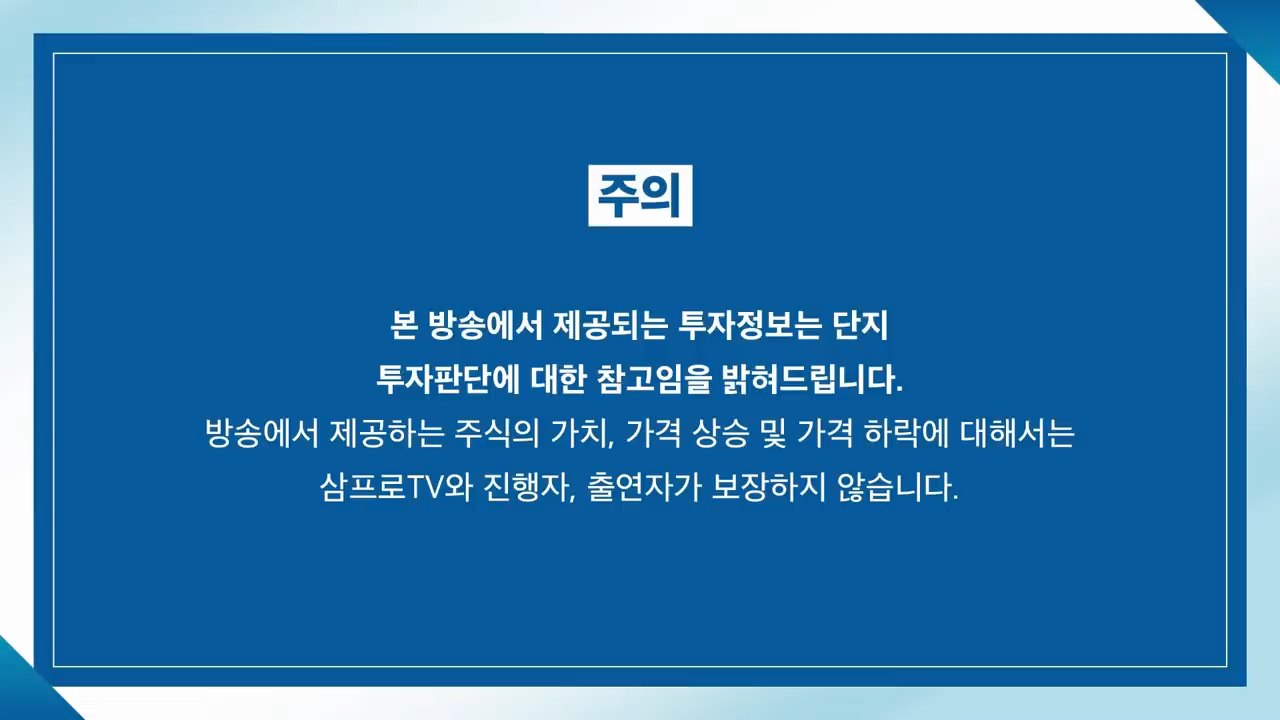 주의
본 방송에서 제공되는 투자정보는 단지
투자판단에 대한 참고임을 밝혀드립니다.
방송에서 제공하는 주식의 가치, 가격 상승 및 가격 하락에 대해서는
삼프로TV와 진행자, 출연자가 보장하지 않습니다.